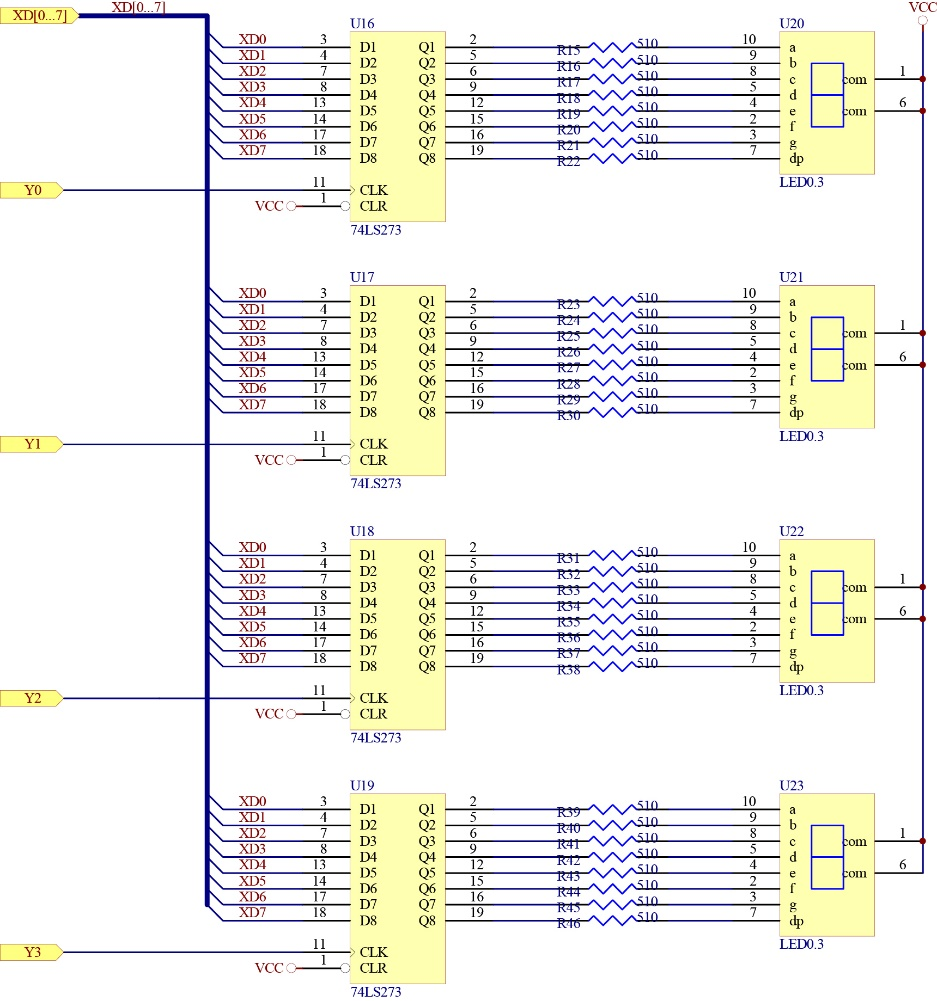 XD[0...7] XD[0...7] VCC
U16 U20
XD0 3 D1 Q1 2 R15 510 10 a
XD1 4 D2 Q2 5 R16 510 9 b
XD2 7 D3 Q3 6 R17 510 8 c com 1
XD3 8 D4 Q4 9 R18 510 5 d
XD4 13 D5 Q5 12 R19 510 4 e com 6
XD5 14 D6 Q6 15 R20 510 2 f
XD6 17 D7 Q7 16 R21 510 3 g
XD7 18 D8 Q8 19 R22 510 7 dp
LED0.3
Y0 11 CLK
VCC 1 CLR
74LS273
U17 U21
XD0 3 D1 Q1 2 R23 510 10 a
XD1 4 D2 Q2 5 R24 510 9 b
XD2 7 D3 Q3 6 R25 510 8 c com 1
XD3 8 D4 Q4 9 R26 510 5 d
XD4 13 D5 Q5 12 R27 510 4 e com 6
XD5 14 D6 Q6 15 R28 510 2 f
XD6 17 D7 Q7 16 R29 510 3 g
XD7 18 D8 Q8 19 R30 510 7 dp
LED0.3
Y1 11 CLK
VCC 1 CLR
74LS273
U18 U22
XD0 3 D1 Q1 2 R31 510 10 a
XD1 4 D2 Q2 5 R32 510 9 b
XD2 7 D3 Q3 6 R33 510 8 c com 1
XD3 8 D4 Q4 9 R34 510 5 d
XD4 13 D5 Q5 12 R35 510 4 e com 6
XD5 14 D6 Q6 15 R36 510 2 f
XD6 17 D7 Q7 16 R37 510 3 g
XD7 18 D8 Q8 19 R38 510 7 dp
LED0.3
Y2 11 CLK
VCC 1 CLR
74LS273
U19 U23
XD0 3 D1 Q1 2 R39 510 10 a
XD1 4 D2 Q2 5 R40 510 9 b
XD2 7 D3 Q3 6 R41 510 8 c com 1
XD3 8 D4 Q4 9 R42 510 5 d
XD4 13 D5 Q5 12 R43 510 4 e com 6
XD5 14 D6 Q6 15 R44 510 2 f
XD6 17 D7 Q7 16 R45 510 3 g
XD7 18 D8 Q8 19 R46 510 7 dp
LED0.3
Y3 11 CLK
VCC 1 CLR
74LS273